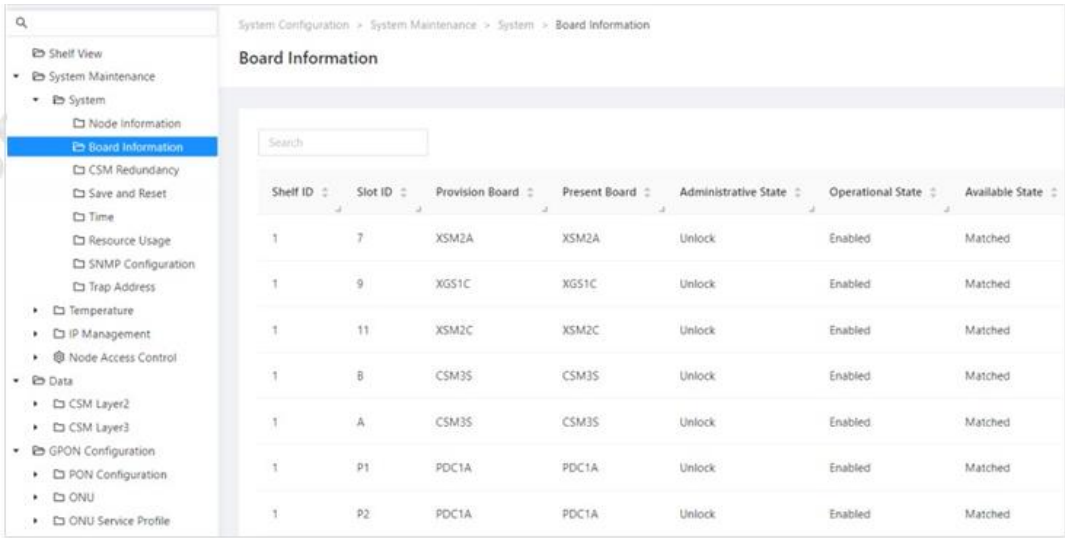 Shelf View
System Maintenance
System
Node Information
Board Information
CSM Redundancy
Save and Reset
Time
Resource Usage
SNMP Configuration
Trap Address
Temperature
IP Management
Node Access Control
Data
CSM Layer2
CSM Layer3
GPON Configuration
PON Configuration
ONU
ONU Service Profile
System Configuration > System Maintenance > System > Board Information
Board Information
Search
Shelf ID Slot ID Provision Board Present Board Administrative State Operational State Available State
1 7 XSM2A XSM2A Unlock Enabled Matched
1 9 XGS1C XGS1C Unlock Enabled Matched
1 11 XSM2C XSM2C Unlock Enabled Matched
1 B CSM3S CSM3S Unlock Enabled Matched
1 A CSM3S CSM3S Unlock Enabled Matched
1 P1 PDC1A PDC1A Unlock Enabled Matched
1 P2 PDC1A PDC1A Unlock Enabled Matched